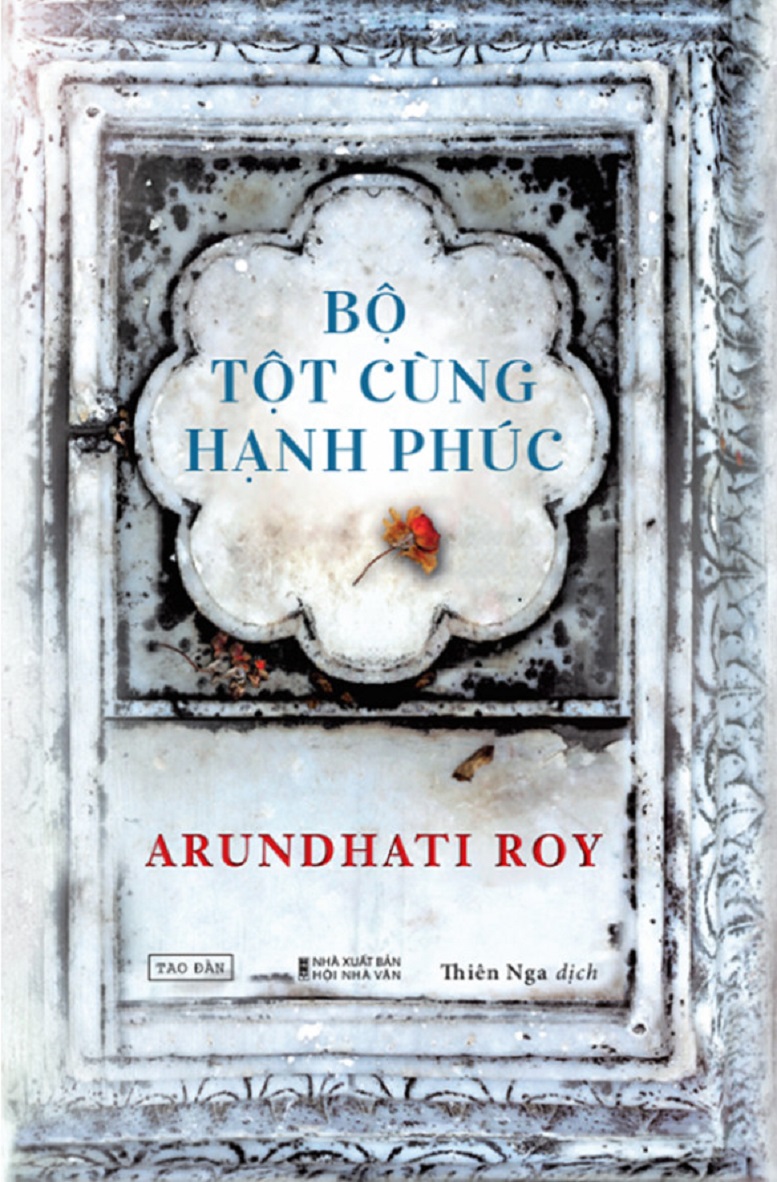 BỘ
TỘT CÙNG
HẠNH PHÚC
ARUNDHATI ROY
TAO ĐÀN
NHÀ XUẤT BẢN
HỘI NHÀ VĂN
Thiên Nga dịch